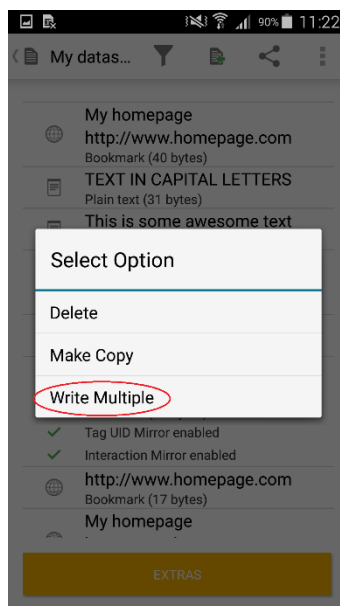 90% 11:22
My datas...
My homepage
http://www.homepage.com
Bookmark (40 bytes)
TEXT IN CAPITAL LETTERS
Plain text (31 bytes)
This is some awesome text
Select Option
Delete
Make Copy
Write Multiple
Tag UID Mirror enabled
Interaction Mirror enabled
http://www.homepage.com
Bookmark (17 bytes)
My homepage
EXTRAS